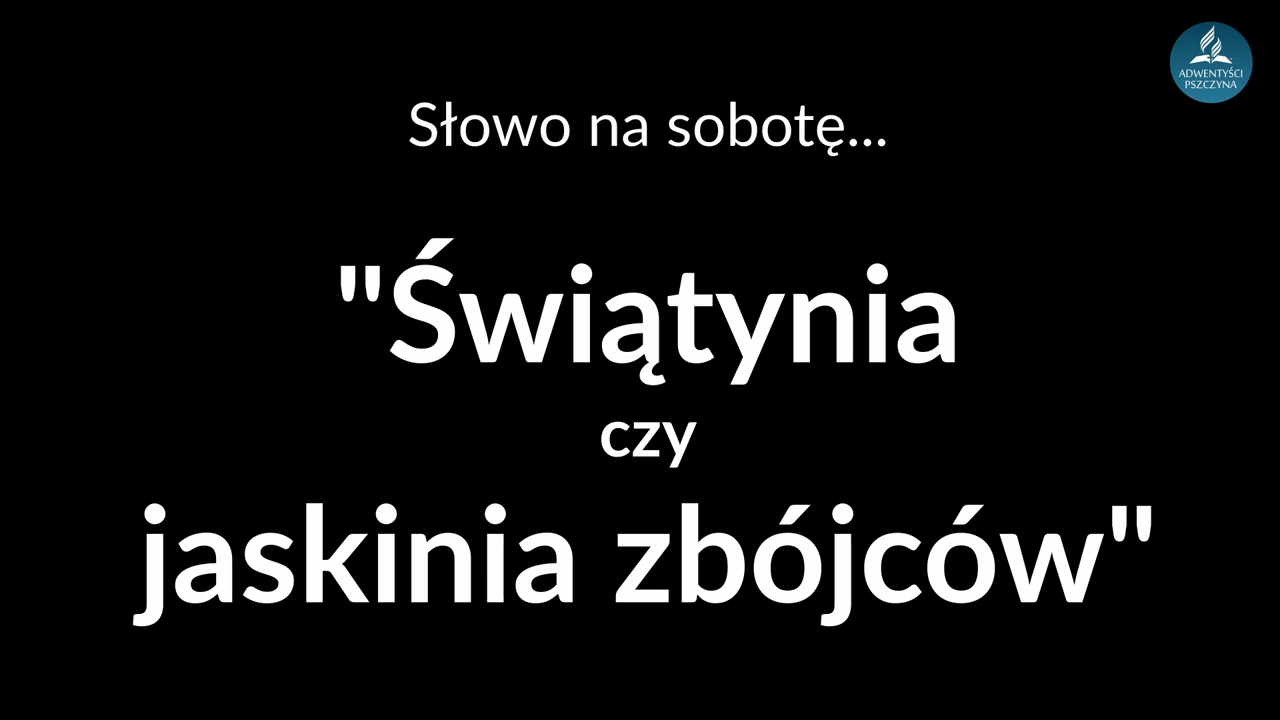 ADWENTYŚCI
PSZCZYNA
Słowo na sobotę...
"Świątynia
czy
jaskinia zbójców"